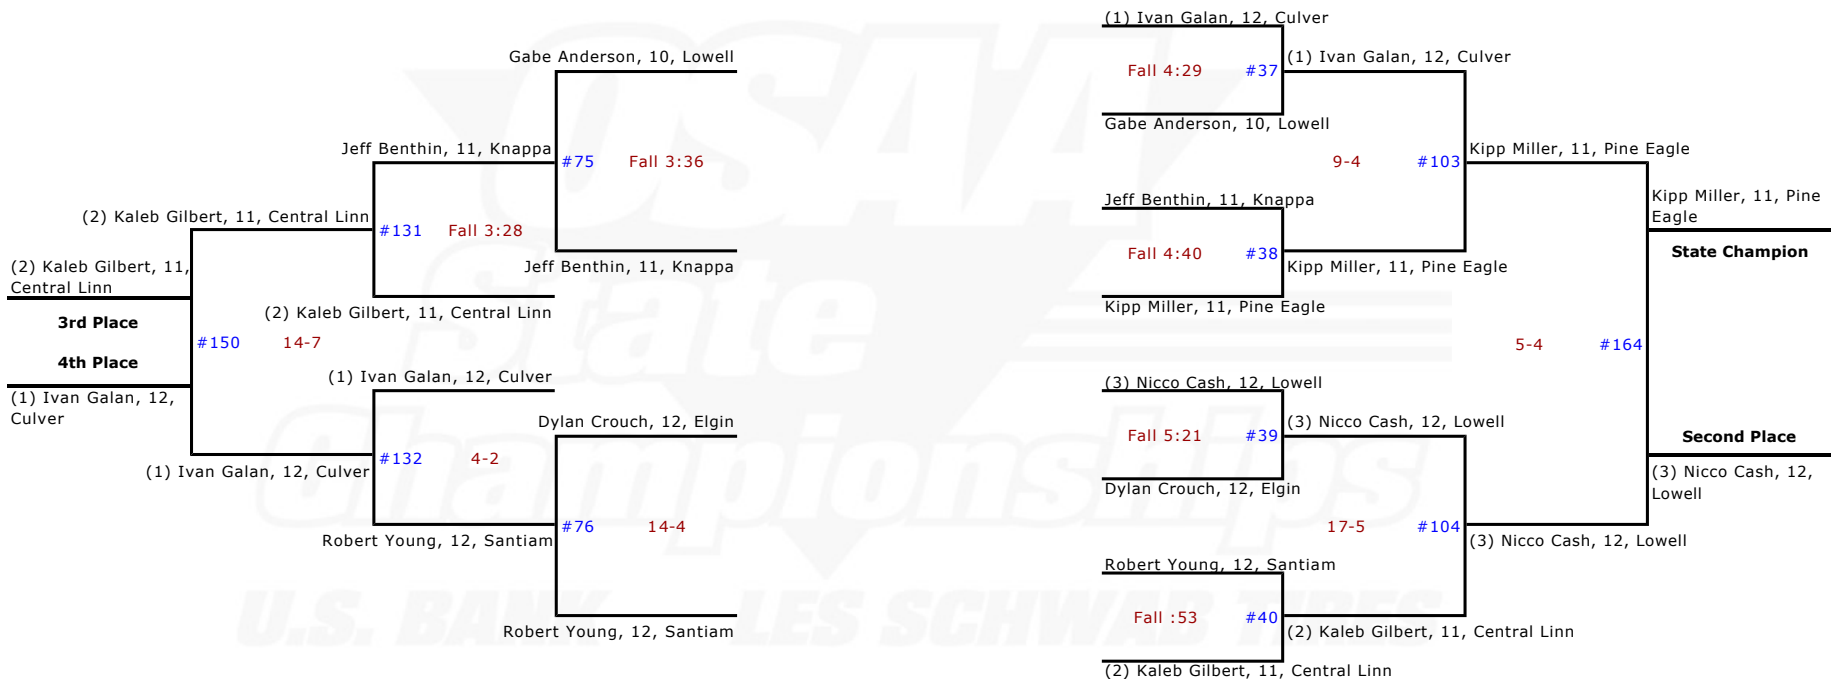 Gabe Anderson, 10, Lowell
Jeff Benthin, 11, Knappa
#75 Fall 3:36
(2) Kaleb Gilbert, 11, Central Linn
#131 Fall 3:28
Jeff Benthin, 11, Knappa
(2) Kaleb Gilbert, 11,
Central Linn
(2) Kaleb Gilbert, 11, Central Linn
3rd Place
#150 14-7
4th Place
(1) Ivan Galan, 12, Culver
(1) Ivan Galan, 12,
Culver
Dylan Crouch, 12, Elgin
#132 4-2
(1) Ivan Galan, 12, Culver
#76 14-4
Robert Young, 12, Santiam
Robert Young, 12, Santiam
(1) Ivan Galan, 12, Culver
(1) Ivan Galan, 12, Culver
Fall 4:29 #37
Gabe Anderson, 10, Lowell
Kipp Miller, 11, Pine Eagle
9-4 #103
Jeff Benthin, 11, Knappa
Kipp Miller, 11, Pine
Eagle
Fall 4:40 #38
State Champion
Kipp Miller, 11, Pine Eagle
Kipp Miller, 11, Pine Eagle
5-4 #164
(3) Nicco Cash, 12, Lowell
(3) Nicco Cash, 12, Lowell
Fall 5:21 #39
Second Place
Dylan Crouch, 12, Elgin
(3) Nicco Cash, 12,
Lowell
17-5 #104
(3) Nicco Cash, 12, Lowell
Robert Young, 12, Santiam
Fall :53 #40
(2) Kaleb Gilbert, 11, Central Linn
(2) Kaleb Gilbert, 11, Central Linn
OSAA
State
Championships
U.S. BANK LES SCHWAB TIRES